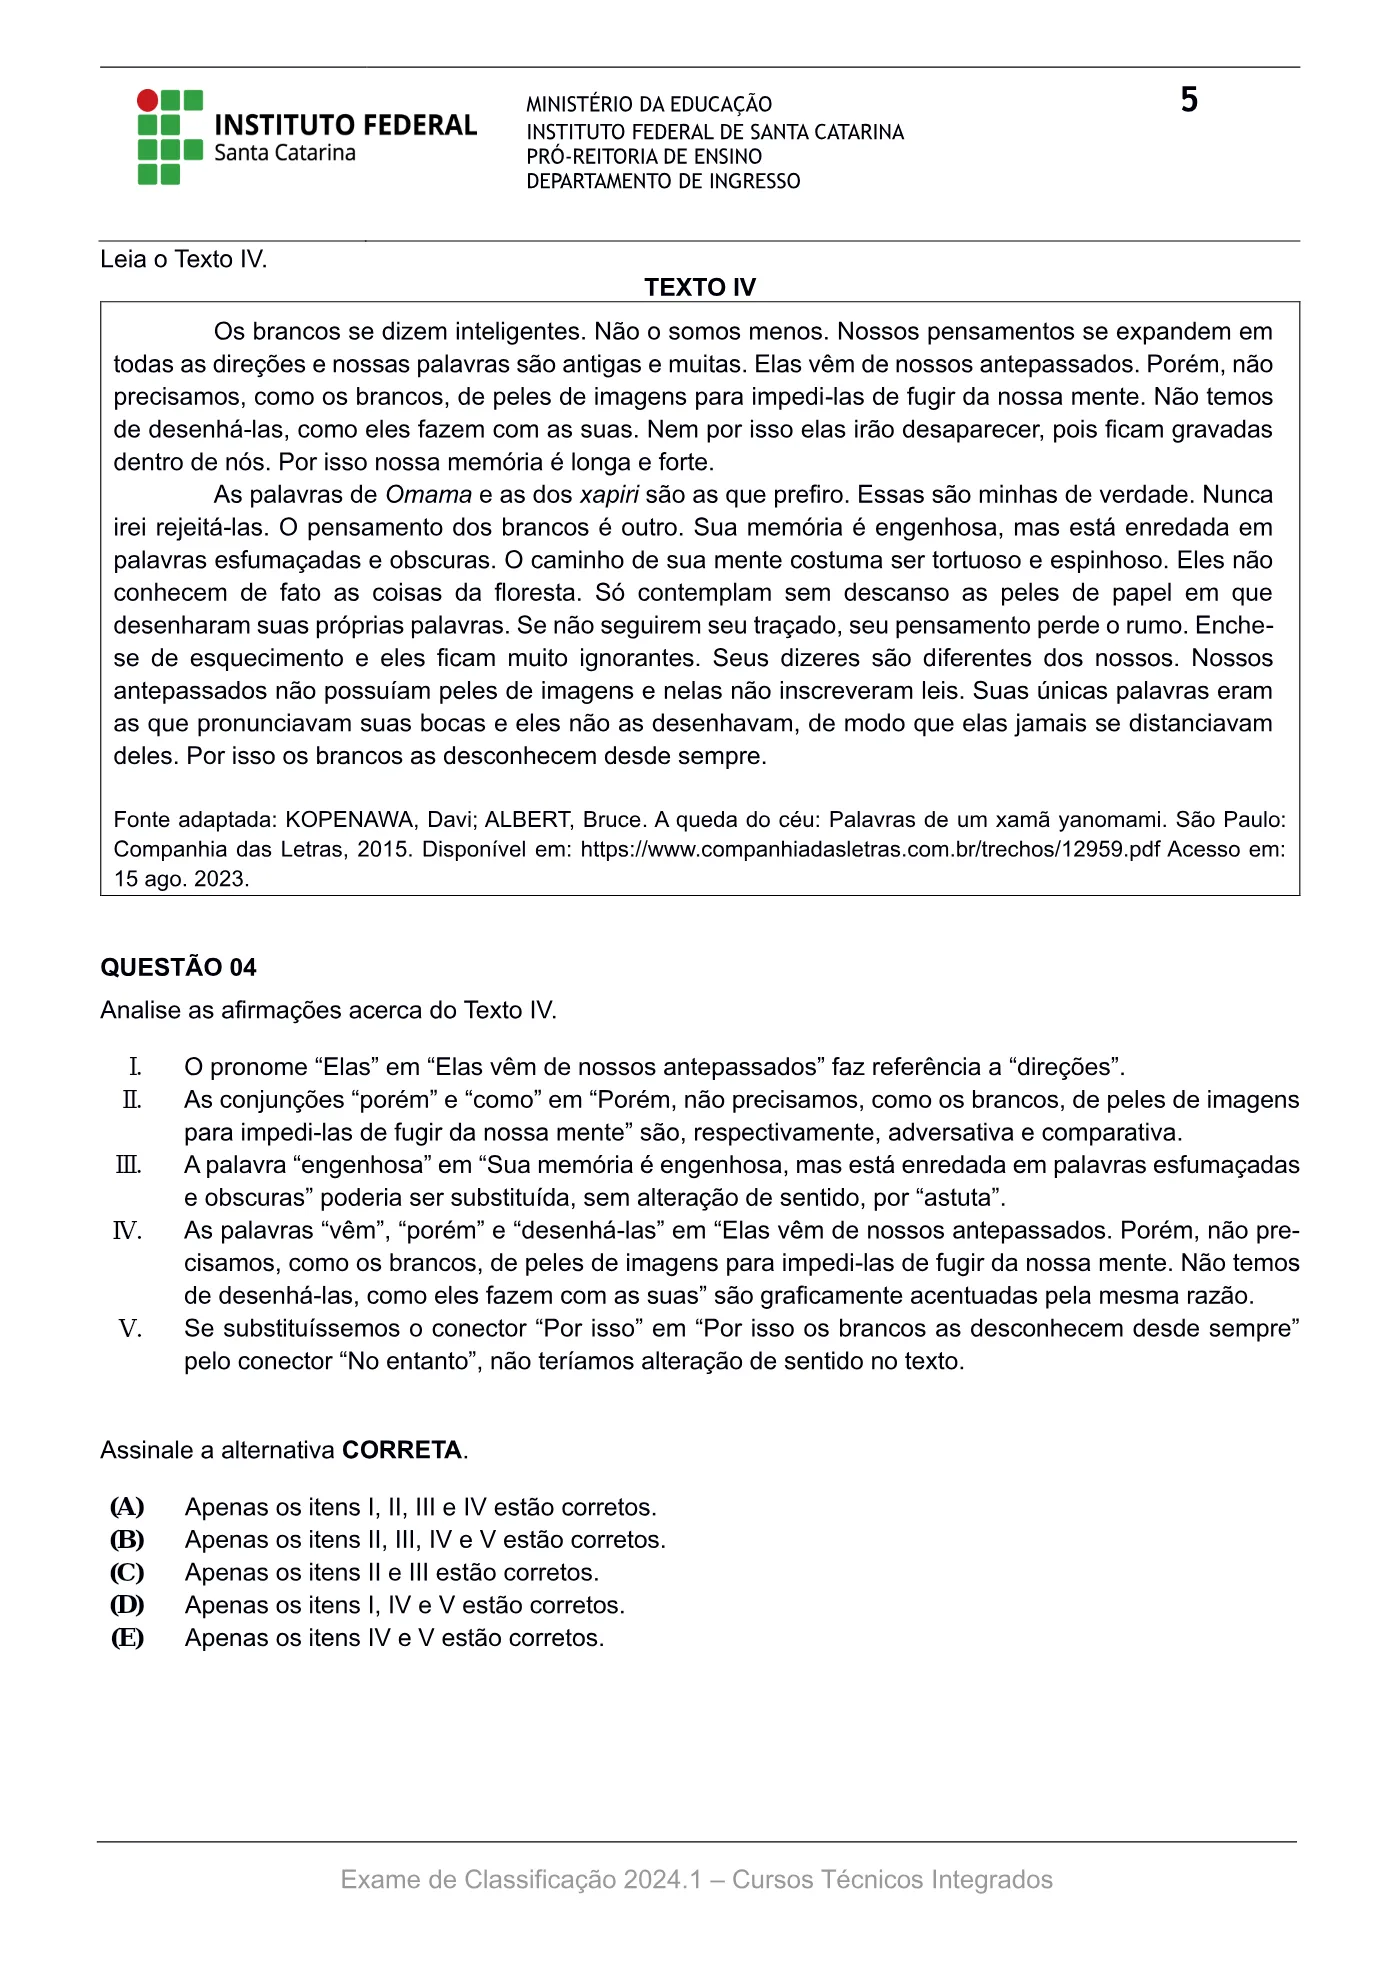 INSTITUTO FEDERAL
Santa Catarina
MINISTÉRIO DA EDUCAÇÃO
INSTITUTO FEDERAL DE SANTA CATARINA
PRÓ-REITORIA DE ENSINO
DEPARTAMENTO DE INGRESSO
5
Leia o Texto IV.
TEXTO IV
Os brancos se dizem inteligentes. Não o somos menos. Nossos pensamentos se expandem em
todas as direções e nossas palavras são antigas e muitas. Elas vêm de nossos antepassados. Porém, não
precisamos, como os brancos, de peles de imagens para impedi-las de fugir da nossa mente. Não temos
de desenhá-las, como eles fazem com as suas. Nem por isso elas irão desaparecer, pois ficam gravadas
dentro de nós. Por isso nossa memória é longa e forte.
As palavras de Omama e as dos xapiri são as que prefiro. Essas são minhas de verdade. Nunca
irei rejeitá-las. O pensamento dos brancos é outro. Sua memória é engenhosa, mas está enredada em
palavras esfumaçadas e obscuras. O caminho de sua mente costuma ser tortuoso e espinhoso. Eles não
conhecem de fato as coisas da floresta. Só contemplam sem descanso as peles de papel em que
desenharam suas próprias palavras. Se não seguirem seu traçado, seu pensamento perde o rumo. Enche-
se de esquecimento e eles ficam muito ignorantes. Seus dizeres são diferentes dos nossos. Nossos
antepassados não possuíam peles de imagens e nelas não inscreveram leis. Suas únicas palavras eram
as que pronunciavam suas bocas e eles não as desenhavam, de modo que elas jamais se distanciavam
deles. Por isso os brancos as desconhecem desde sempre.
Fonte adaptada: KOPENAWA, Davi; ALBERT, Bruce. A queda do céu: Palavras de um xamã yanomami. São Paulo:
Companhia das Letras, 2015. Disponível em: https://www.companhiadasletras.com.br/trechos/12959.pdf Acesso em:
15 ago. 2023.
QUESTÃO 04
Analise as afirmações acerca do Texto IV.
I. O pronome “Elas” em “Elas vêm de nossos antepassados” faz referência a “direções”.
II. As conjunções “porém” e “como” em “Porém, não precisamos, como os brancos, de peles de imagens
para impedi-las de fugir da nossa mente” são, respectivamente, adversativa e comparativa.
III. A palavra “engenhosa” em “Sua memória é engenhosa, mas está enredada em palavras esfumaçadas
e obscuras” poderia ser substituída, sem alteração de sentido, por “astuta”.
IV. As palavras “vêm”, “porém” e “desenhá-las” em “Elas vêm de nossos antepassados. Porém, não pre-
cisamos, como os brancos, de peles de imagens para impedi-las de fugir da nossa mente. Não temos
de desenhá-las, como eles fazem com as suas” são graficamente acentuadas pela mesma razão.
V. Se substituíssemos o conector “Por isso” em “Por isso os brancos as desconhecem desde sempre”
pelo conector “No entanto”, não teríamos alteração de sentido no texto.
Assinale a alternativa CORRETA.
(A) Apenas os itens I, II, III e IV estão corretos.
(B) Apenas os itens II, III, IV e V estão corretos.
(C) Apenas os itens II e III estão corretos.
(D) Apenas os itens I, IV e V estão corretos.
(E) Apenas os itens IV e V estão corretos.
Exame de Classificação 2024.1 – Cursos Técnicos Integrados